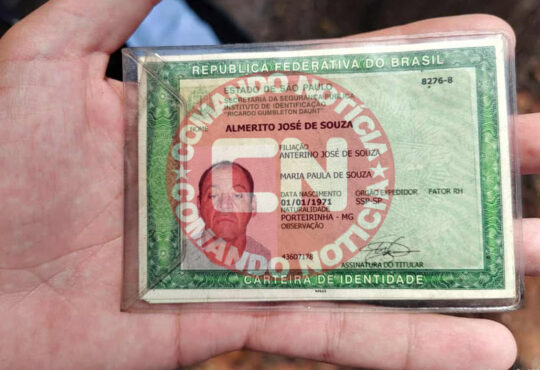 REPÚBLICA FEDERATIVA DO BRASIL
8276-8
ESTADO DE SÃO PAULO
SECRETARIA DA SEGURANÇA PÚBLICA
INSTITUTO DE IDENTIFICAÇÃO
"RICARDO GUMBLETON DAUNT"
NOME ALMERITO JOSÉ DE SOUZA
FILIAÇÃO
ANTERINO JOSÉ DE SOUZA
MARIA PAULA DE SOUZA
DATA NASCIMENTO ORGÃO EXPEDIDOR FATOR RH
01/01/1971 SSP-SP
NATURALIDADE
PORTEIRINHA - MG
OBSERVAÇÃO
43607178
ASSINATURA DO TITULAR
CARTEIRA DE IDENTIDADE
COMANDO NOTÍCIA
CN
COMANDO NOTÍCIA